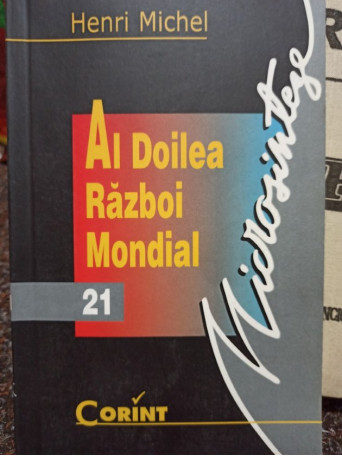 Henri Michel
Al Doilea
Război
Mondial
Microsinteze
21
CORINT